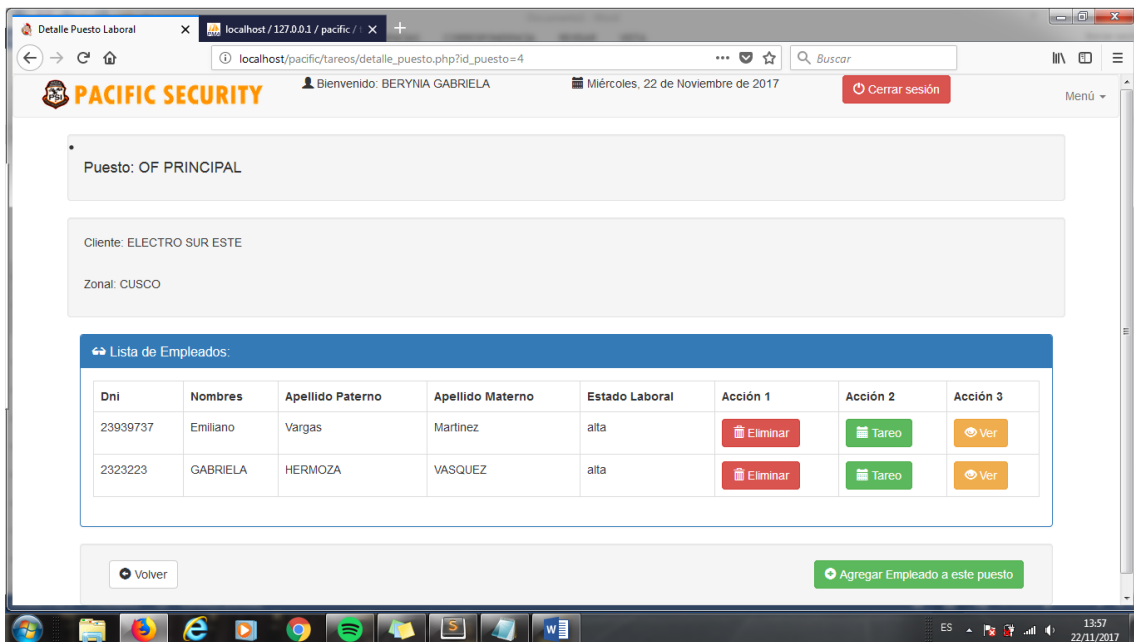 Detalle Puesto Laboral
localhost / 127.0.0.1 / pacific /
localhost/pacific/tareos/detalle_puesto.php?id_puesto=4
Buscar
PSI
PACIFIC SECURITY
Bienvenido: BERYNIA GABRIELA
Miércoles, 22 de Noviembre de 2017
Cerrar sesión
Menú
Puesto: OF PRINCIPAL
Cliente: ELECTRO SUR ESTE
Zonal: CUSCO
Lista de Empleados:
Dni Nombres Apellido Paterno Apellido Materno Estado Laboral Acción 1 Acción 2 Acción 3
23939737 Emiliano Vargas Martinez alta Eliminar Tareo Ver
2323223 GABRIELA HERMOZA VASQUEZ alta Eliminar Tareo Ver
Volver
Agregar Empleado a este puesto
ES
13:57
22/11/2017